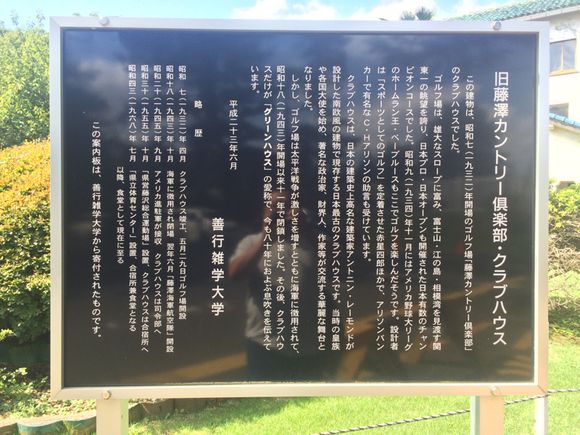 旧藤澤カントリー倶楽部・クラブハウス
この建物は、昭和七(一九三二)年開場のゴルフ場「藤澤カントリー倶楽部」
のクラブハウスでした。
ゴルフ場は、雄大なスロープに富み、富士山・江の島・相模湾を見渡す関
東一の眺望を誇り、日本プロ・日本オープンも開催された日本有数のチャン
ピオンコースでした。昭和九(一九三四)年十一月にはアメリカ野球大リーグ
のホームラン王・ベーブルースもここでゴルフを楽しんだそうです。設計者
は「スポーツとしてのゴルフ」を定着させた赤星四郎ほかで、アリソンバン
カーで有名なC・Hアリソンの助言も受けています。
クラブハウスは、日本の建築史上高名な建築家アントニン・レーモンドが
設計した南欧風の建物で現存する日本最古のクラブハウスです。当時の皇族
や各国大使を始め、著名な政治家、財界人、作家等が交流する華麗な舞台と
なりました。
しかし、ゴルフ場は太平洋戦争が激しさを増すとともに海軍に徴用されて、
昭和十八(一九四三)年開場以来十一年で閉鎖しました。その後、クラブハウ
スだけが「グリーンハウス」の愛称で、今も八十年におよぶ息吹きを伝えて
います。
平成二十三年六月
善行雑学大学
略 歴
昭和 七(一九三二)年四月 クラブハウス竣工、五月二九日ゴルフ場開設
昭和十八(一九四三)年十月 海軍に徴用され閉場 翌年六月「藤澤海軍航空隊」開設
昭和二十(一九四五)年九月 アメリカ進駐軍が接収 クラブハウスは司令部へ
昭和三十(一九五五)年十月 「県営藤沢総合運動場」設置 クラブハウスは合宿所へ
昭和四三(一九六八)年七月 「県立体育センター」設置、合宿所兼食堂となる
以降、食堂として現在に至る
この案内板は、善行雑学大学から寄付されたものです。